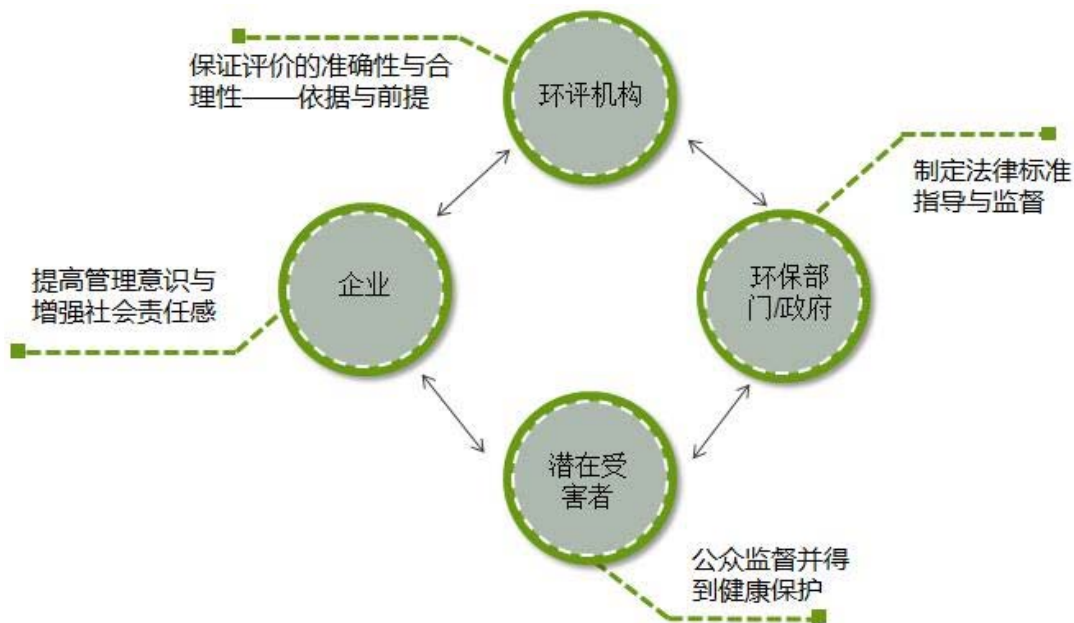 保证评价的准确性与合
理性——依据与前提
环评机构
制定法律标准
指导与监督
提高管理意识与
增强社会责任感
企业
环保部
门/政府
潜在受
害者
公众监督并得
到健康保护